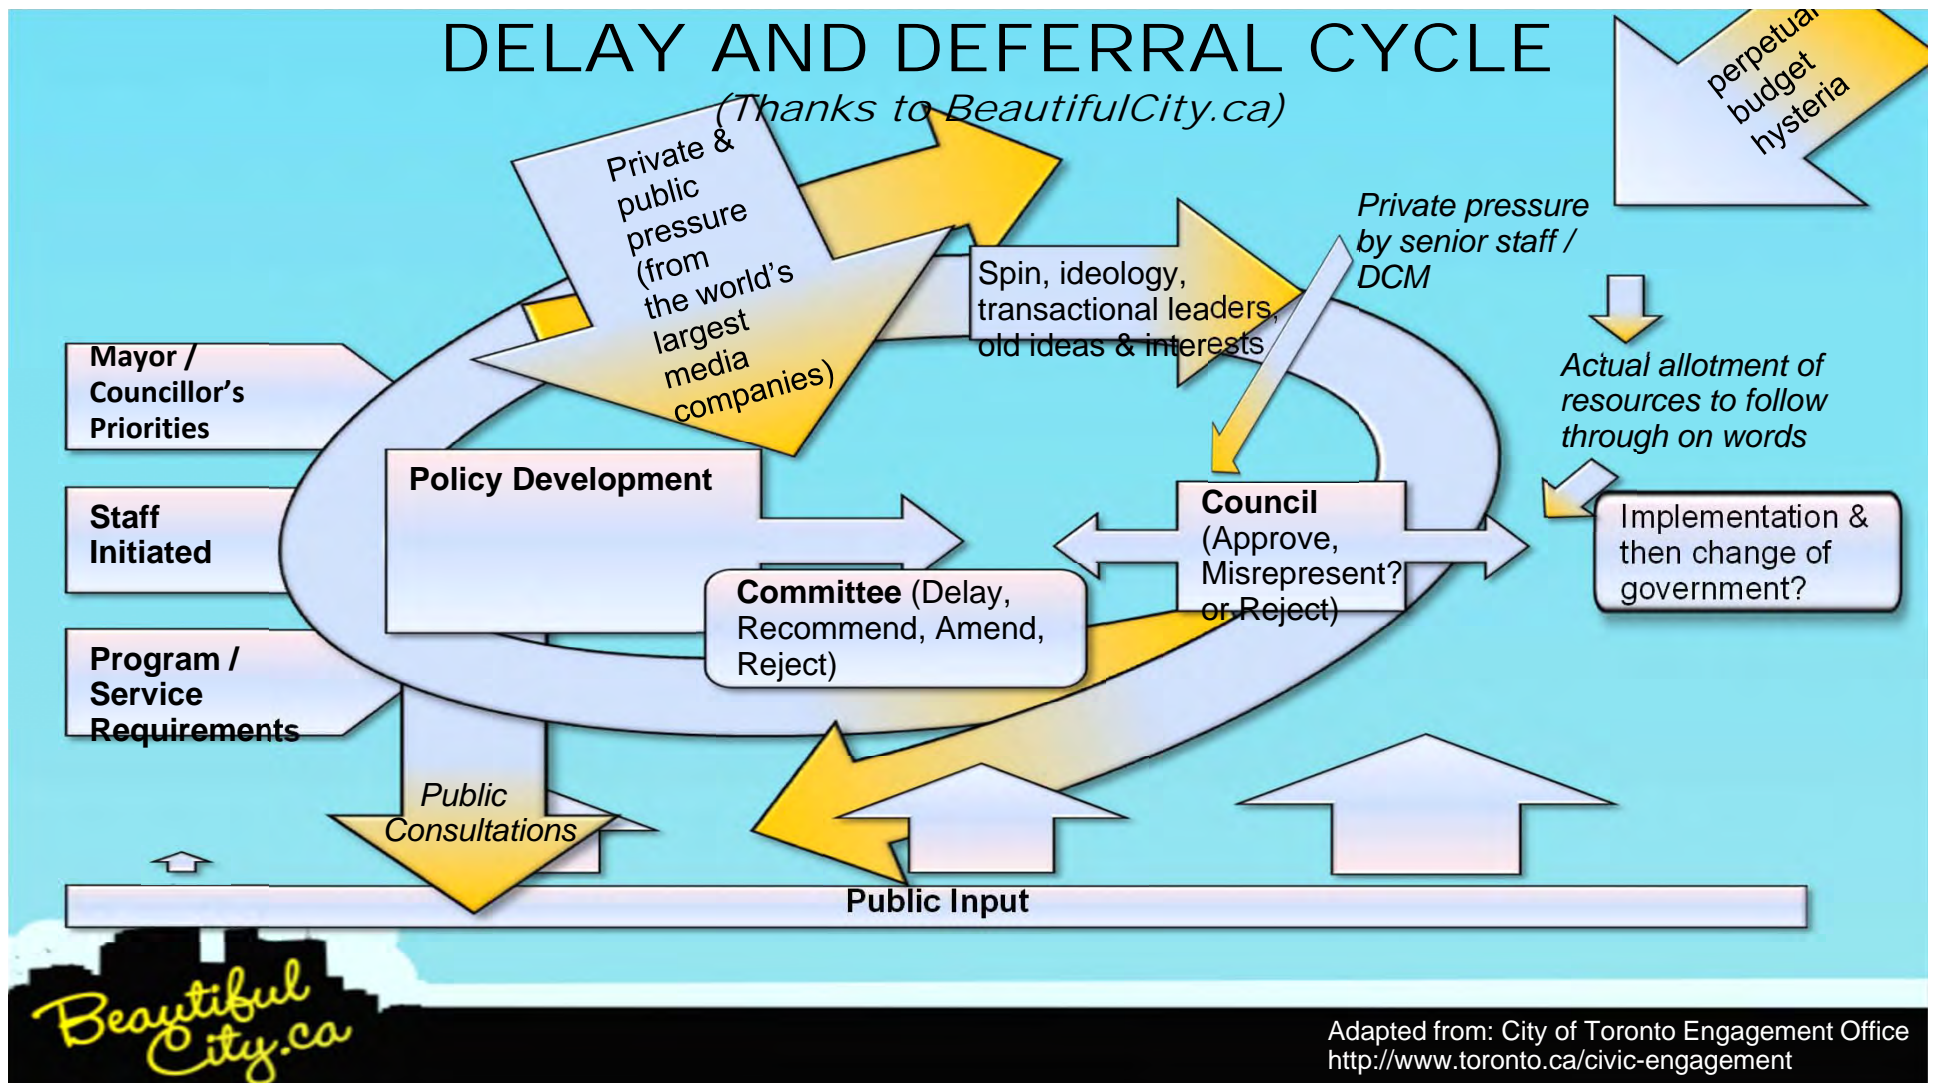 DELAY AND DEFERRAL CYCLE
(Thanks to BeautifulCity.ca)
perpetual
budget
hysteria
Private &
public
pressure
(from
the world's
largest
media
companies)
Spin, ideology,
transactional leaders,
old ideas & interests
Private pressure
by senior staff /
DCM
Actual allotment of
resources to follow
through on words
Mayor /
Councillor's
Priorities
Staff
Initiated
Program /
Service
Requirements
Policy Development
Committee (Delay,
Recommend, Amend,
Reject)
Council
(Approve,
Misrepresent?
or Reject)
Implementation &
then change of
government?
Public
Consultations
Public Input
Beautiful
City.ca
Adapted from: City of Toronto Engagement Office
http://www.toronto.ca/civic-engagement